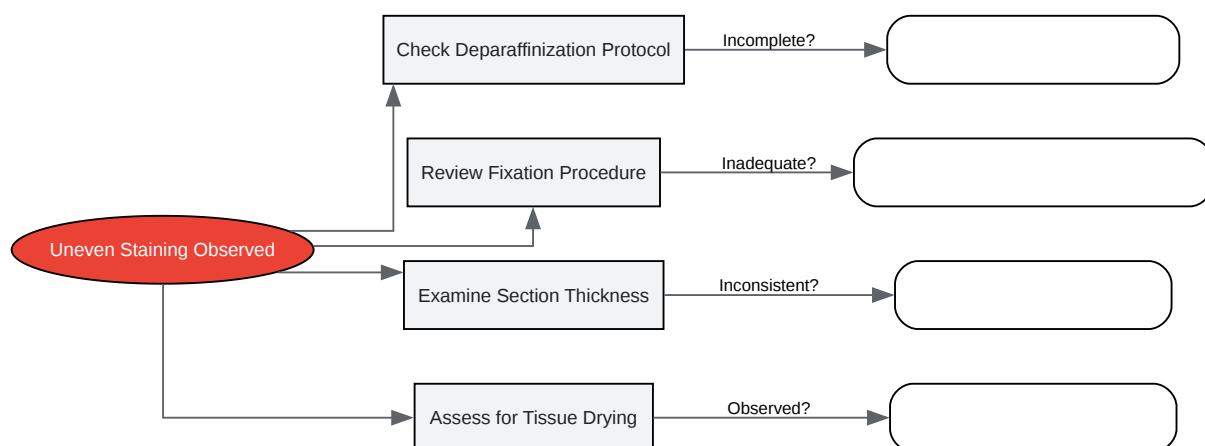 Check Deparaffinization Protocol
Incomplete?
Review Fixation Procedure
Inadequate?
Uneven Staining Observed
Examine Section Thickness
Inconsistent?
Assess for Tissue Drying
Observed?